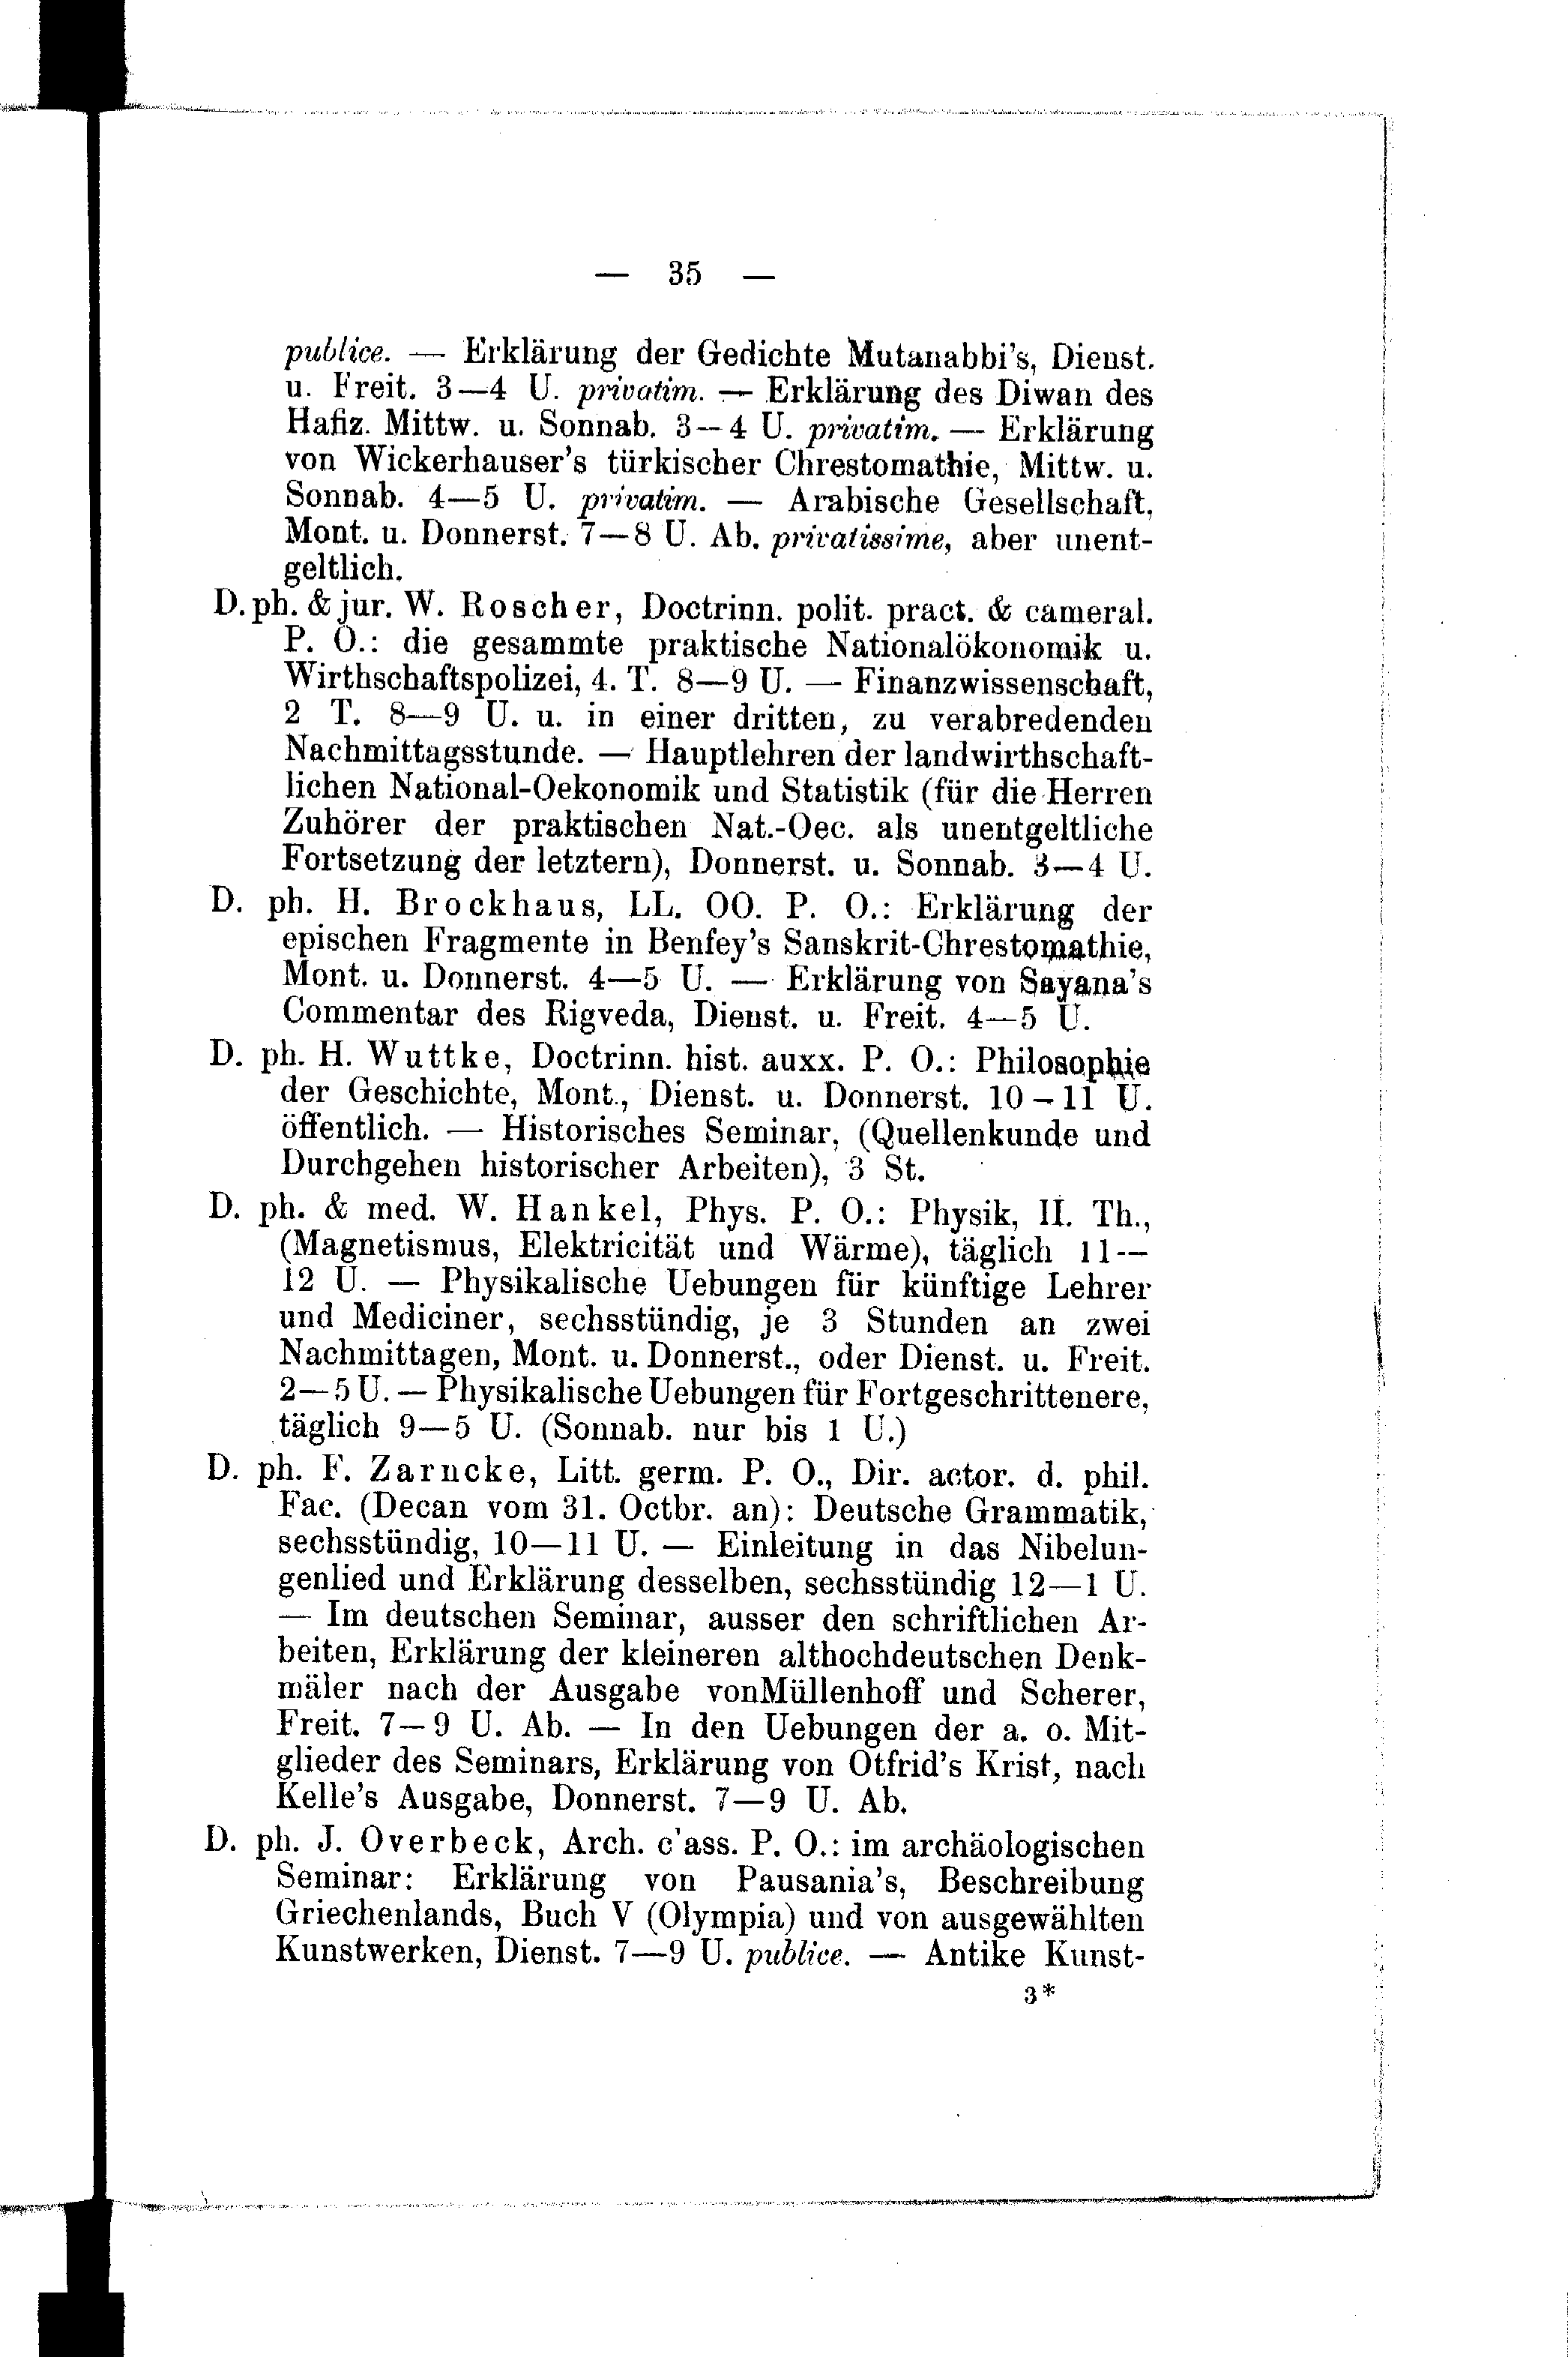 — 35 —
publice. — Erklärung der Gedichte Mutanabbi's, Dienst.
u. Freit. 3—4 U. privatim. — Erklärung des Diwan des
Hafiz. Mittw. u. Sonnab. 3—4 U. privatim. — Erklärung
von Wickerhauser's türkischer Chrestomathie, Mittw. u.
Sonnab. 4—5 U. privatim. — Arabische Gesellschaft,
Mont. u. Donnerst. 7—8 U. Ab. privatissime, aber unent-
geltlich.
D. ph. & jur. W. Roscher, Doctrinn. polit. pract. & cameral.
P. O.: die gesammte praktische Nationalökonomik u.
Wirthschaftspolizei, 4. T. 8—9 U. — Finanzwissenschaft,
2 T. 8—9 U. u. in einer dritten, zu verabredenden
Nachmittagsstunde. — Hauptlehren der landwirthschaft-
lichen National-Oekonomik und Statistik (für die Herren
Zuhörer der praktischen Nat.-Oec. als unentgeltliche
Fortsetzung der letztern), Donnerst. u. Sonnab. 3—4 U.
D. ph. H. Brockhaus, LL. OO. P. O.: Erklärung der
epischen Fragmente in Benfey's Sanskrit-Chrestomathie,
Mont. u. Donnerst. 4—5 U. — Erklärung von Sayana's
Commentar des Rigveda, Dienst. u. Freit. 4—5 U.
D. ph. H. Wuttke, Doctrinn. hist. auxx. P. O.: Philosophie
der Geschichte, Mont., Dienst. u. Donnerst. 10—11 U.
öffentlich. — Historisches Seminar, (Quellenkunde und
Durchgehen historischer Arbeiten), 3 St.
D. ph. & med. W. Hankel, Phys. P. O.: Physik, II. Th.,
(Magnetismus, Elektricität und Wärme), täglich 11—
12 U. — Physikalische Uebungen für künftige Lehrer
und Mediciner, sechsstündig, je 3 Stunden an zwei
Nachmittagen, Mont. u. Donnerst., oder Dienst. u. Freit.
2—5 U. — Physikalische Uebungen für Fortgeschrittenere,
täglich 9—5 U. (Sonnab. nur bis 1 U.)
D. ph. F. Zarncke, Litt. germ. P. O., Dir. actor. d. phil.
Fac. (Decan vom 31. Octbr. an): Deutsche Grammatik,
sechsstündig, 10—11 U. — Einleitung in das Nibelun-
genlied und Erklärung desselben, sechsstündig 12—1 U.
— Im deutschen Seminar, ausser den schriftlichen Ar-
beiten, Erklärung der kleineren althochdeutschen Denk-
mäler nach der Ausgabe vonMüllenhoff und Scherer,
Freit. 7—9 U. Ab. — In den Uebungen der a. o. Mit-
glieder des Seminars, Erklärung von Otfrid's Krist, nach
Kelle's Ausgabe, Donnerst. 7—9 U. Ab.
D. ph. J. Overbeck, Arch. c'ass. P. O.: im archäologischen
Seminar: Erklärung von Pausania's, Beschreibung
Griechenlands, Buch V (Olympia) und von ausgewählten
Kunstwerken, Dienst. 7—9 U. publice. — Antike Kunst-
3*